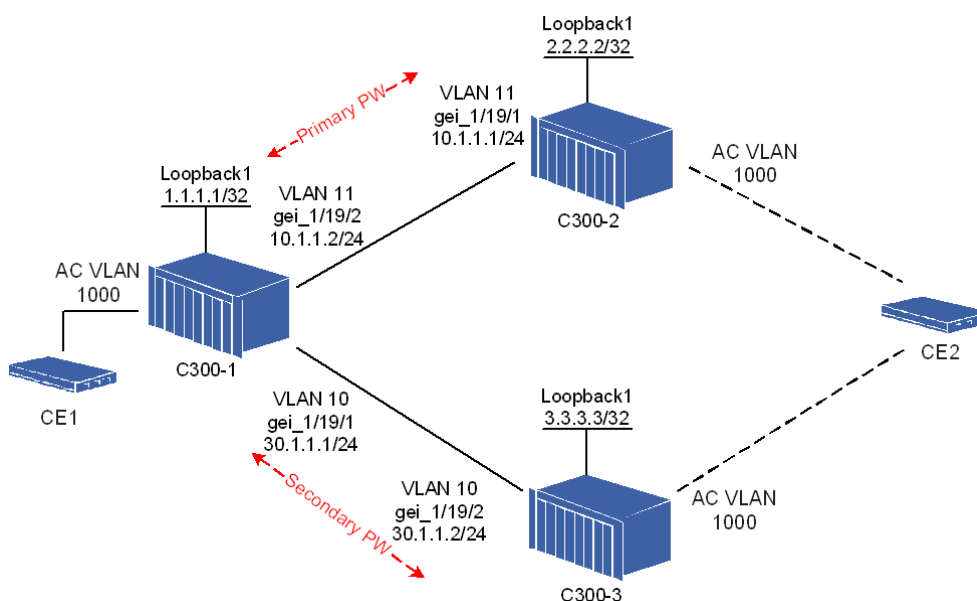 Loopback1
2.2.2.2/32
Primary PW
VLAN 11
gei_1/19/1
10.1.1.1/24
AC VLAN
1000
C300-2
Loopback1
1.1.1.1/32
VLAN 11
gei_1/19/2
10.1.1.2/24
AC VLAN
1000
C300-1
CE1
CE2
VLAN 10
gei_1/19/1
30.1.1.1/24
Loopback1
3.3.3.3/32
Secondary PW
VLAN 10
gei_1/19/2
30.1.1.2/24
AC VLAN
1000
C300-3